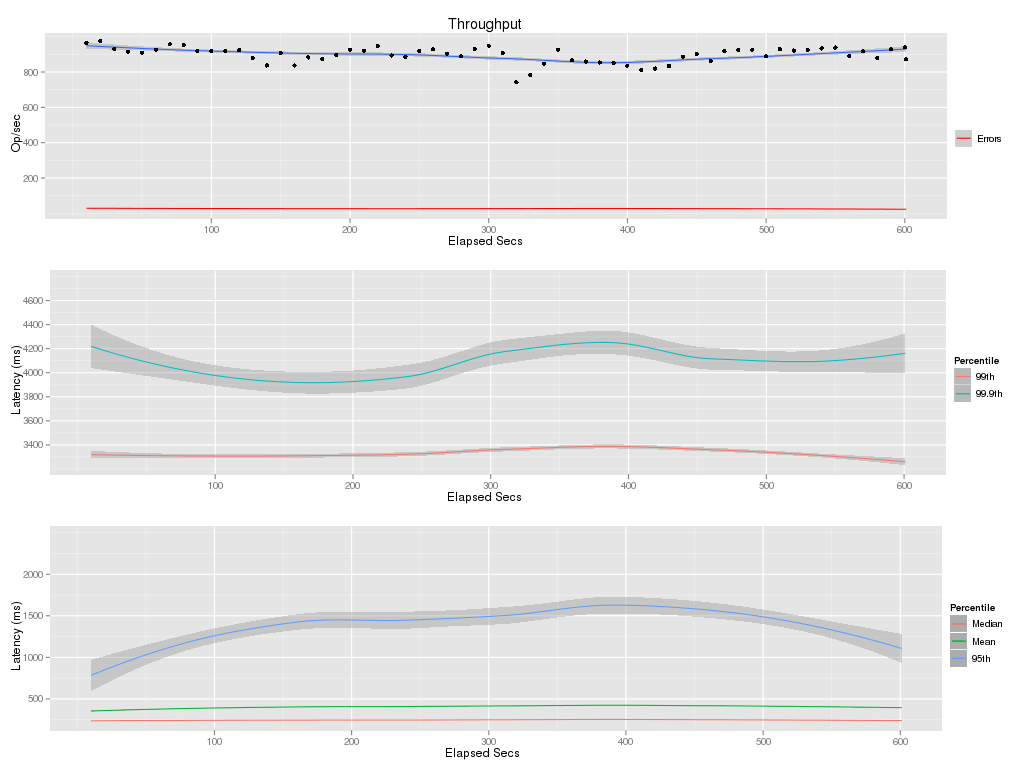 Throughput
Op/sec
800
600
400
200
100
200
300
400
500
600
Elapsed Secs
Errors
Latency (ms)
4600
4400
4200
4000
3800
3600
3400
100
200
300
400
500
600
Elapsed Secs
Percentile
99th
99.9th
Latency (ms)
2000
1500
1000
500
100
200
300
400
500
600
Elapsed Secs
Percentile
Median
Mean
95th